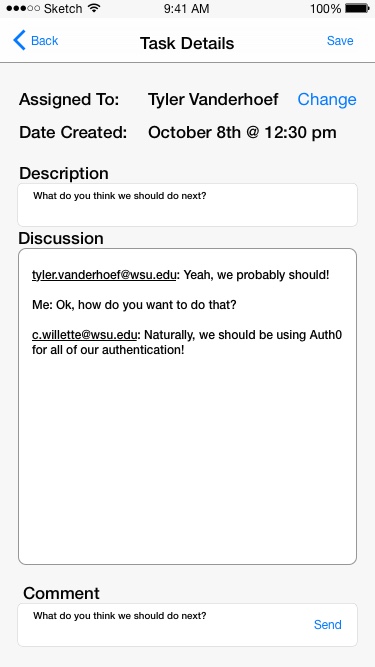 Sketch 9:41 AM 100%
Back Task Details Save
Assigned To: Tyler Vanderhoef Change
Date Created: October 8th @ 12:30 pm
Description
What do you think we should do next?
Discussion
tyler.vanderhoef@wsu.edu: Yeah, we probably should!
Me: Ok, how do you want to do that?
c.willette@wsu.edu: Naturally, we should be using Auth0
for all of our authentication!
Comment
What do you think we should do next?
Send